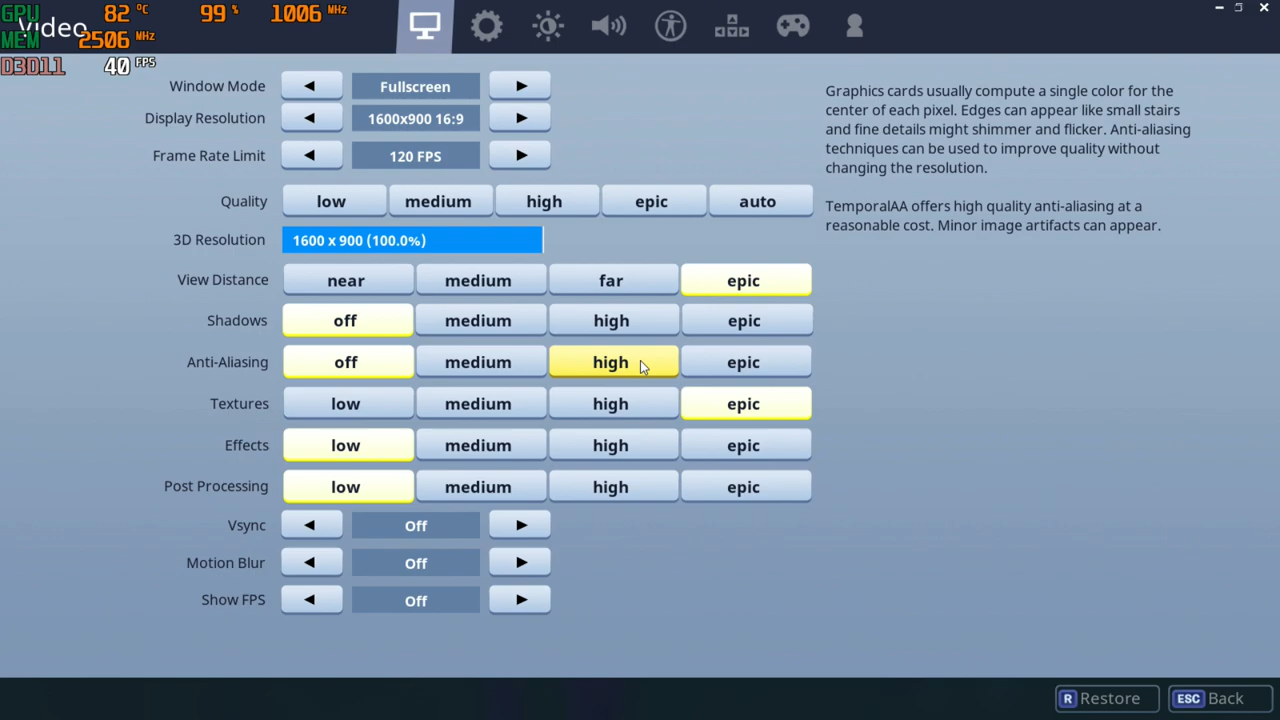 GPU 82 °C 99 % 1006 MHz
Video
MEM 2506 MHz
D3D11 40 FPS
Window Mode Fullscreen
Display Resolution 1600x900 16:9
Frame Rate Limit 120 FPS
Quality low medium high epic auto
3D Resolution 1600 x 900 (100.0%)
View Distance near medium far epic
Shadows off medium high epic
Anti-Aliasing off medium high epic
Textures low medium high epic
Effects low medium high epic
Post Processing low medium high epic
Vsync Off
Motion Blur Off
Show FPS Off
Graphics cards usually compute a single color for the
center of each pixel. Edges can appear like small stairs
and fine details might shimmer and flicker. Anti-aliasing
techniques can be used to improve quality without
changing the resolution.
TemporalAA offers high quality anti-aliasing at a
reasonable cost. Minor image artifacts can appear.
R Restore ESC Back